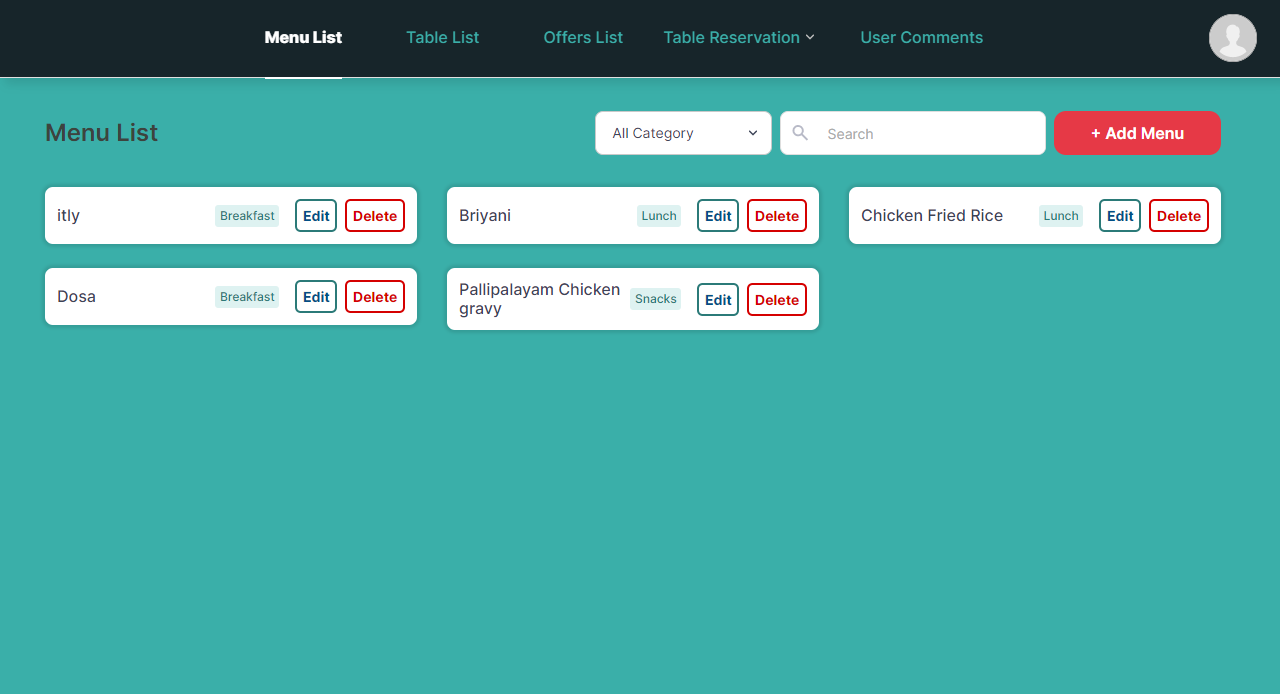 Menu List
Table List
Offers List
Table Reservation
User Comments
Menu List
All Category
Search
+ Add Menu
itly
Breakfast
Edit
Delete
Briyani
Lunch
Edit
Delete
Chicken Fried Rice
Lunch
Edit
Delete
Dosa
Breakfast
Edit
Delete
Pallipalayam Chicken
gravy
Snacks
Edit
Delete